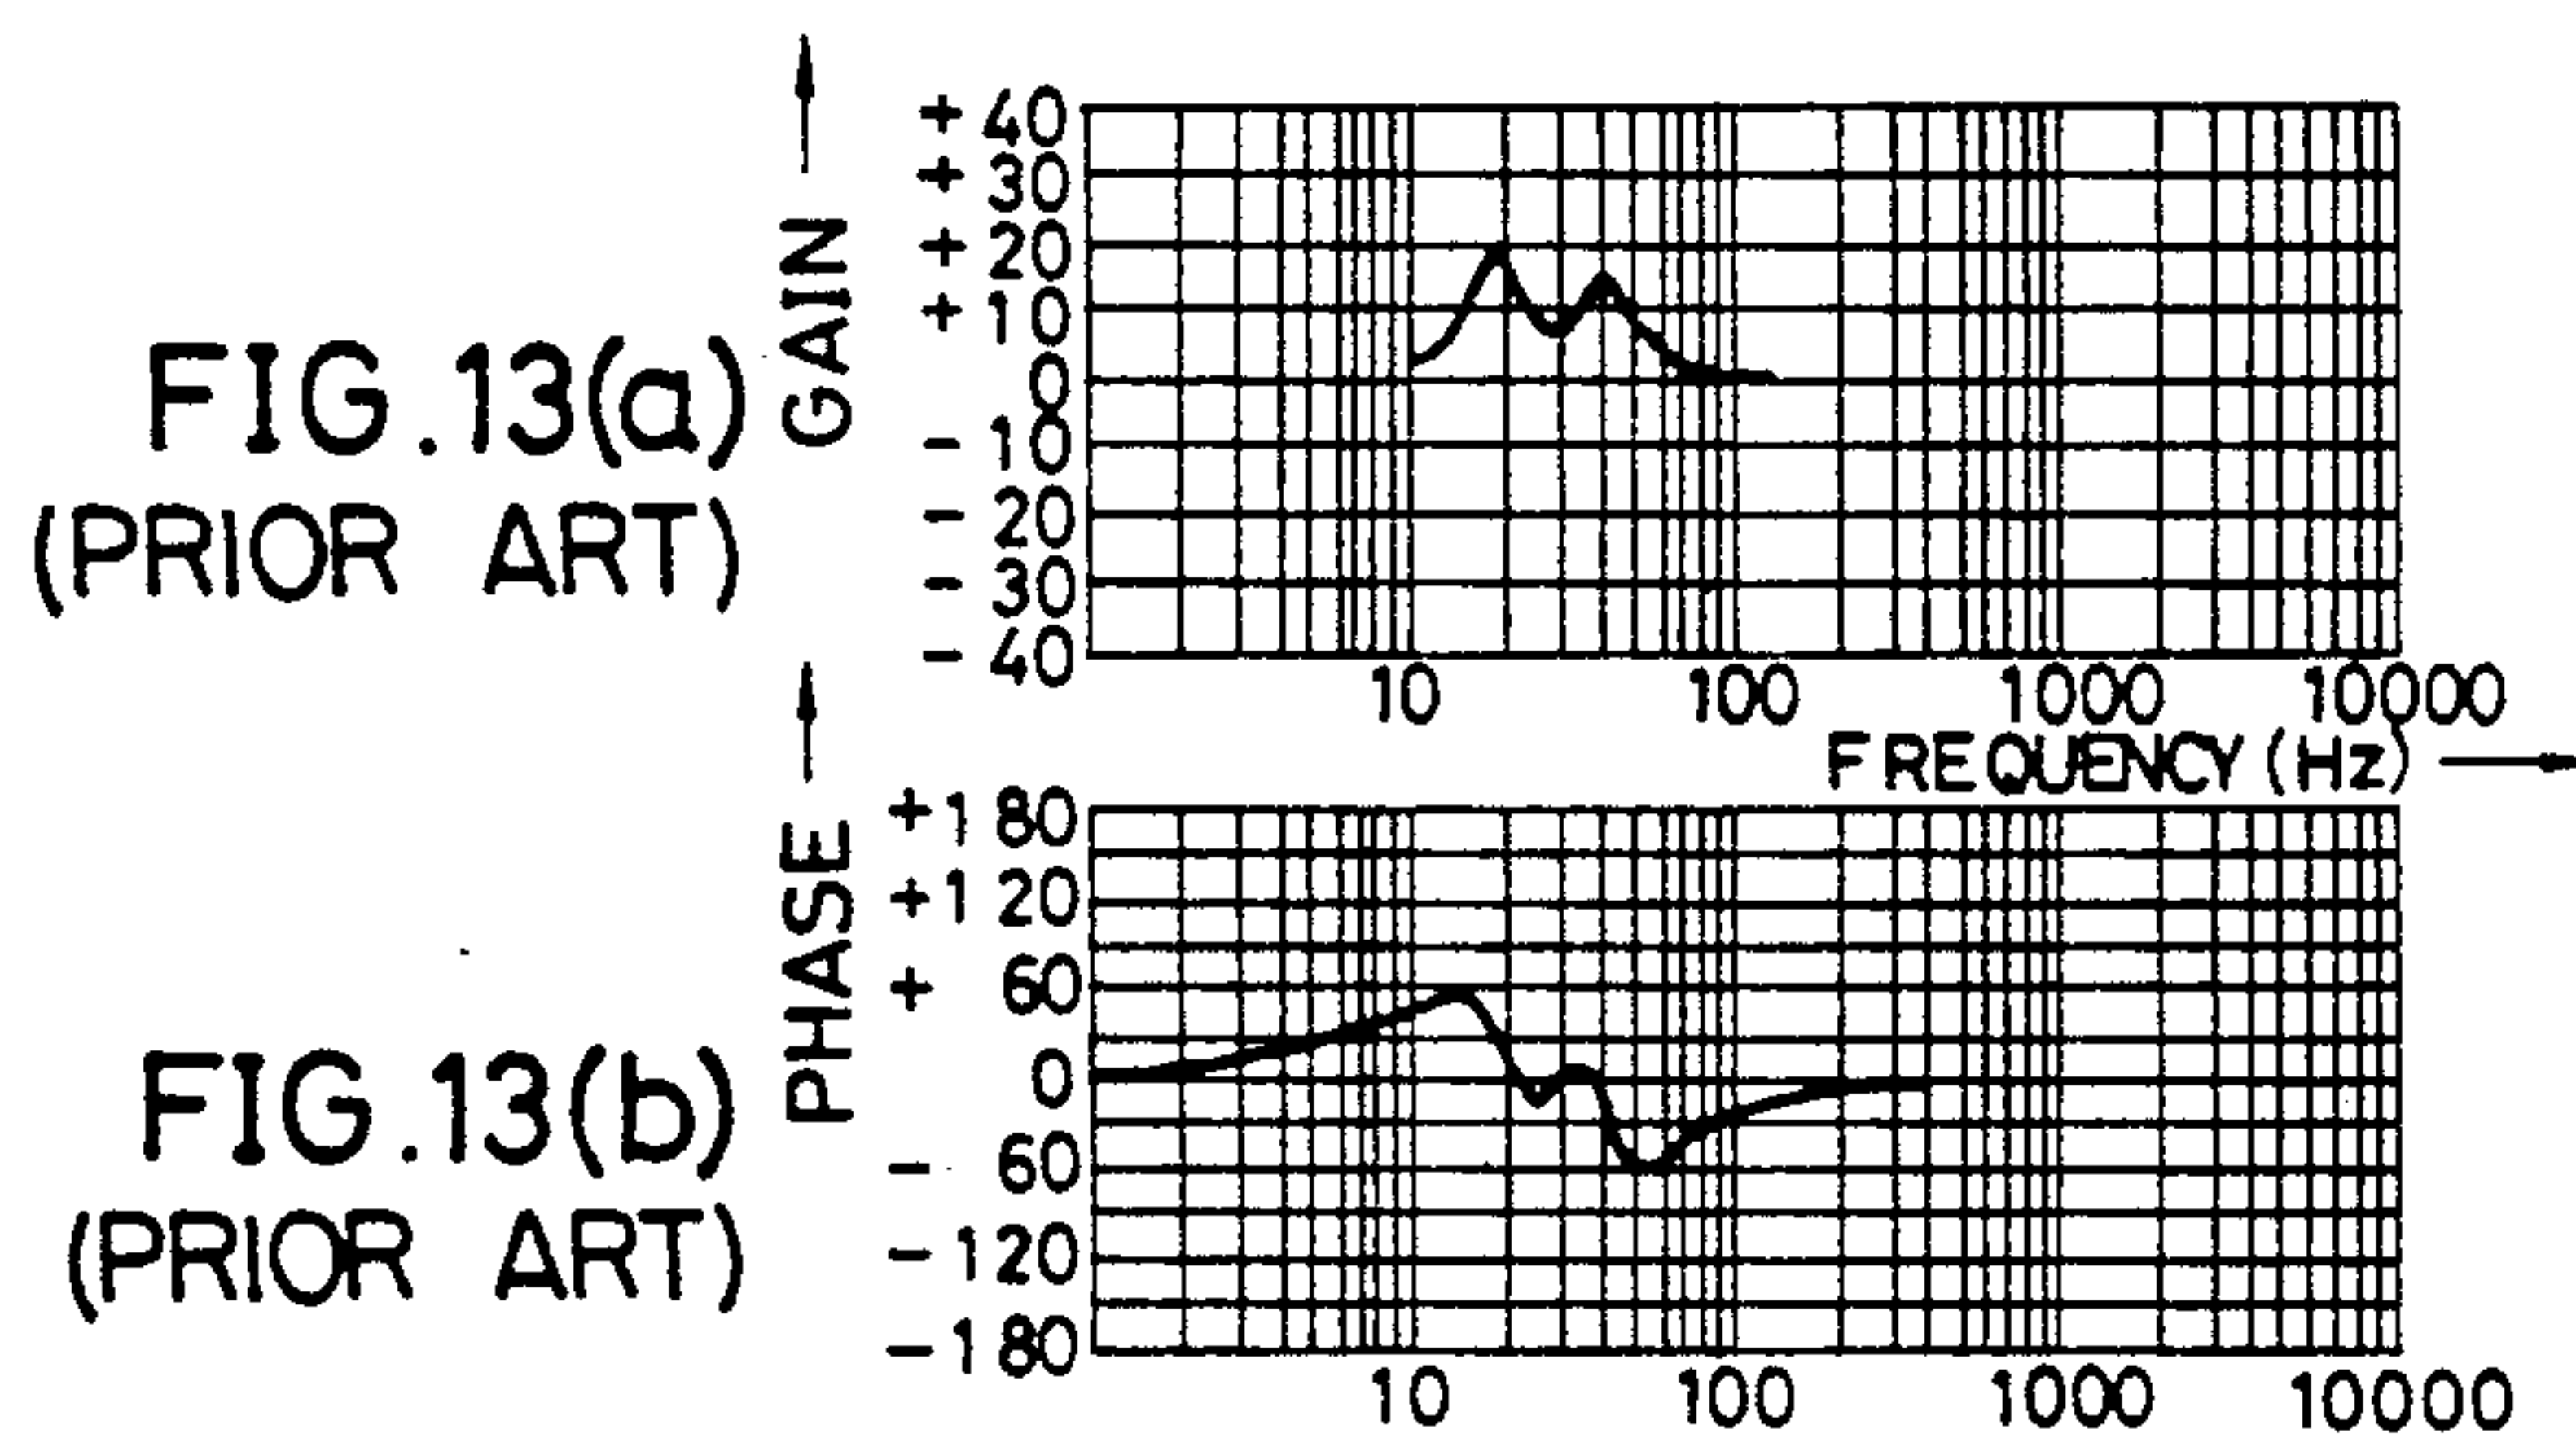 FIG.13(a)
(PRIOR ART)
GAIN
+40
+30
+20
+10
0
-10
-20
-30
-40
10 100 1000 10000
FREQUENCY (Hz)
FIG.13(b)
(PRIOR ART)
PHASE
+180
+120
+ 60
0
- 60
-120
-180
10 100 1000 10000